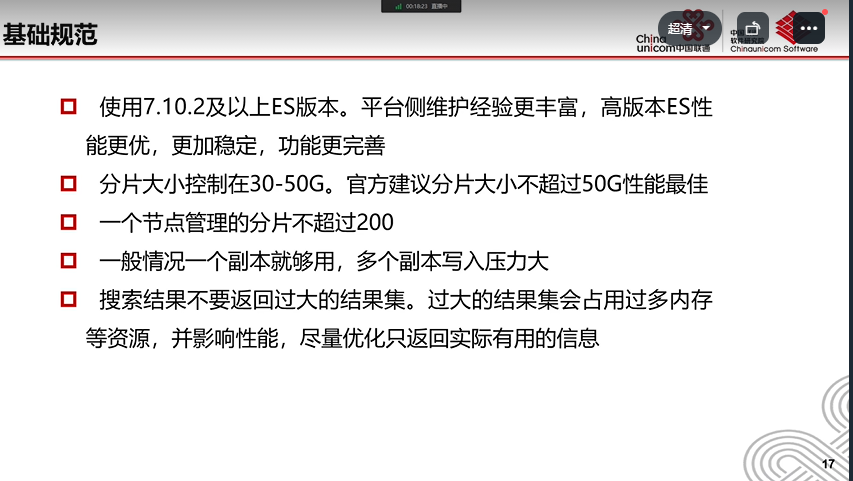 00:16:23 直播中
基础规范
超清
China
unicom中国联通
中国
软件研究院
Chinaunicom Software
使用7.10.2及以上ES版本。平台侧维护经验更丰富，高版本ES性
能更优，更加稳定，功能更完善
分片大小控制在30-50G。官方建议分片大小不超过50G性能最佳
一个节点管理的分片不超过200
一般情况一个副本就够用，多个副本写入压力大
搜索结果不要返回过大的结果集。过大的结果集会占用过多内存
等资源，并影响性能，尽量优化只返回实际有用的信息
17